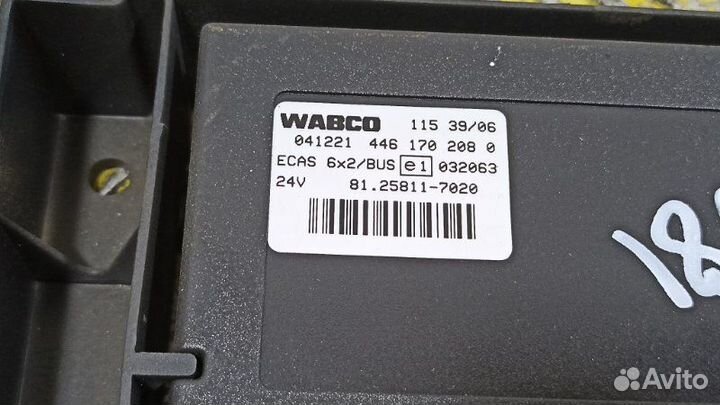 WABCO 115 39/06
041221 446 170 208 0
ECAS 6x2/BUS e1 032063
24V 81.25811-7020
Avito